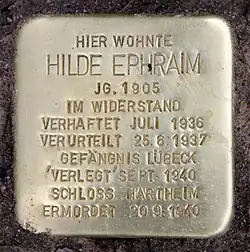 HIER WOHNTE
HILDE EPHRAIM
JG. 1905
IM WIDERSTAND
VERHAFTET JULI 1936
VERURTEILT 25.6.1937
GEFÄNGNIS LÜBECK
VERLEGT SEPT. 1940
SCHLOSS HARTHEIM
ERMORDET 20.9.1940